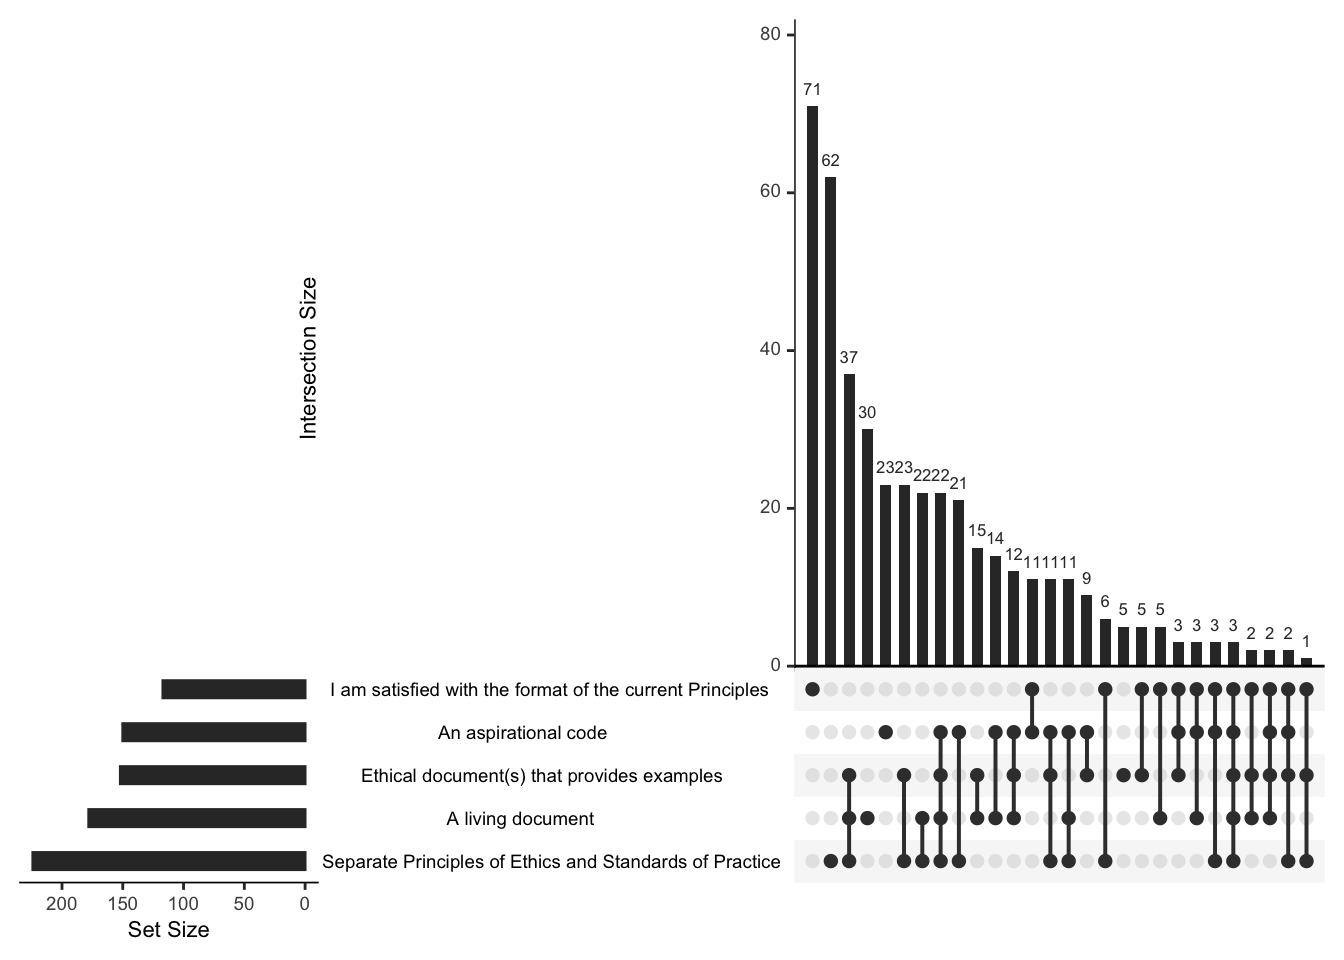 80
71
62
60
Intersection Size
40
37
30
23 23 22 22 21
20
15 14 12 11 11 11 9 6 5 5 5 3 3 3 3 2 2 2 1
0
I am satisfied with the format of the current Principles
An aspirational code
Ethical document(s) that provides examples
A living document
Separate Principles of Ethics and Standards of Practice
200 150 100 50 0
Set Size